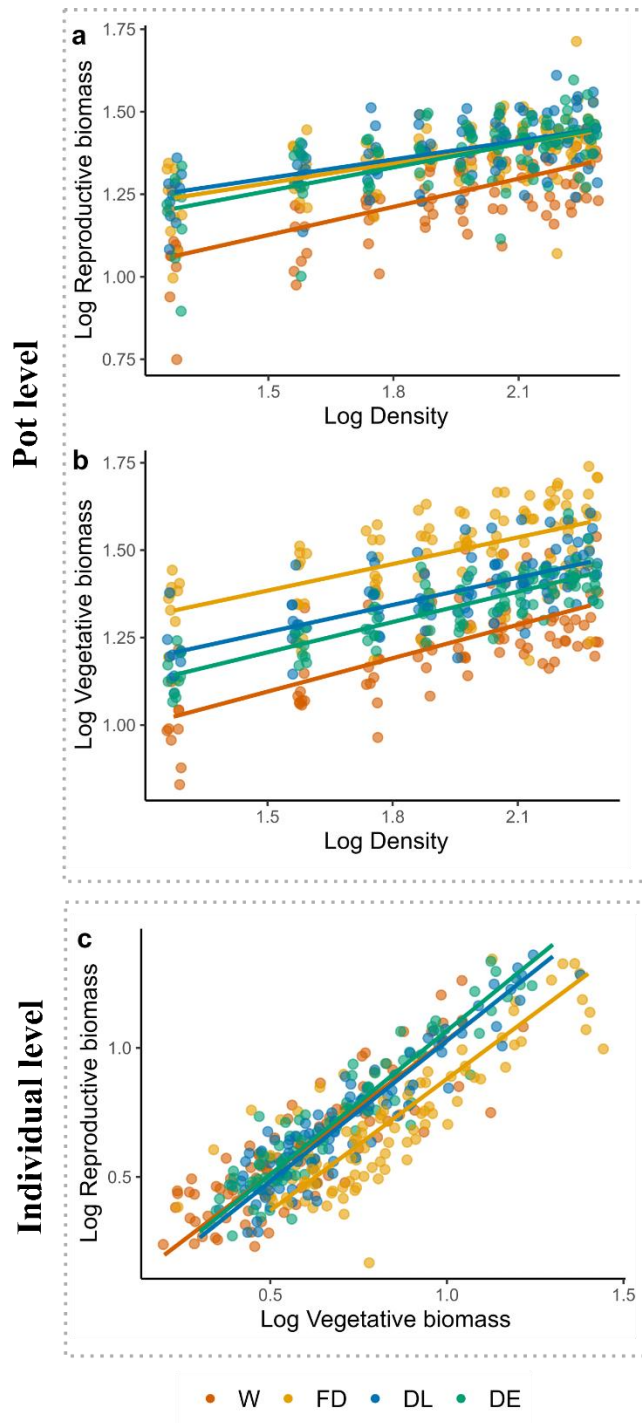 Pot level
a
Log Reproductive biomass
1.75
1.50
1.25
1.00
0.75
1.5
1.8
2.1
Log Density
b
Log Vegetative biomass
1.75
1.50
1.25
1.00
1.5
1.8
2.1
Log Density
Individual level
c
Log Reproductive biomass
1.0
0.5
0.5
1.0
1.5
Log Vegetative biomass
W FD DL DE